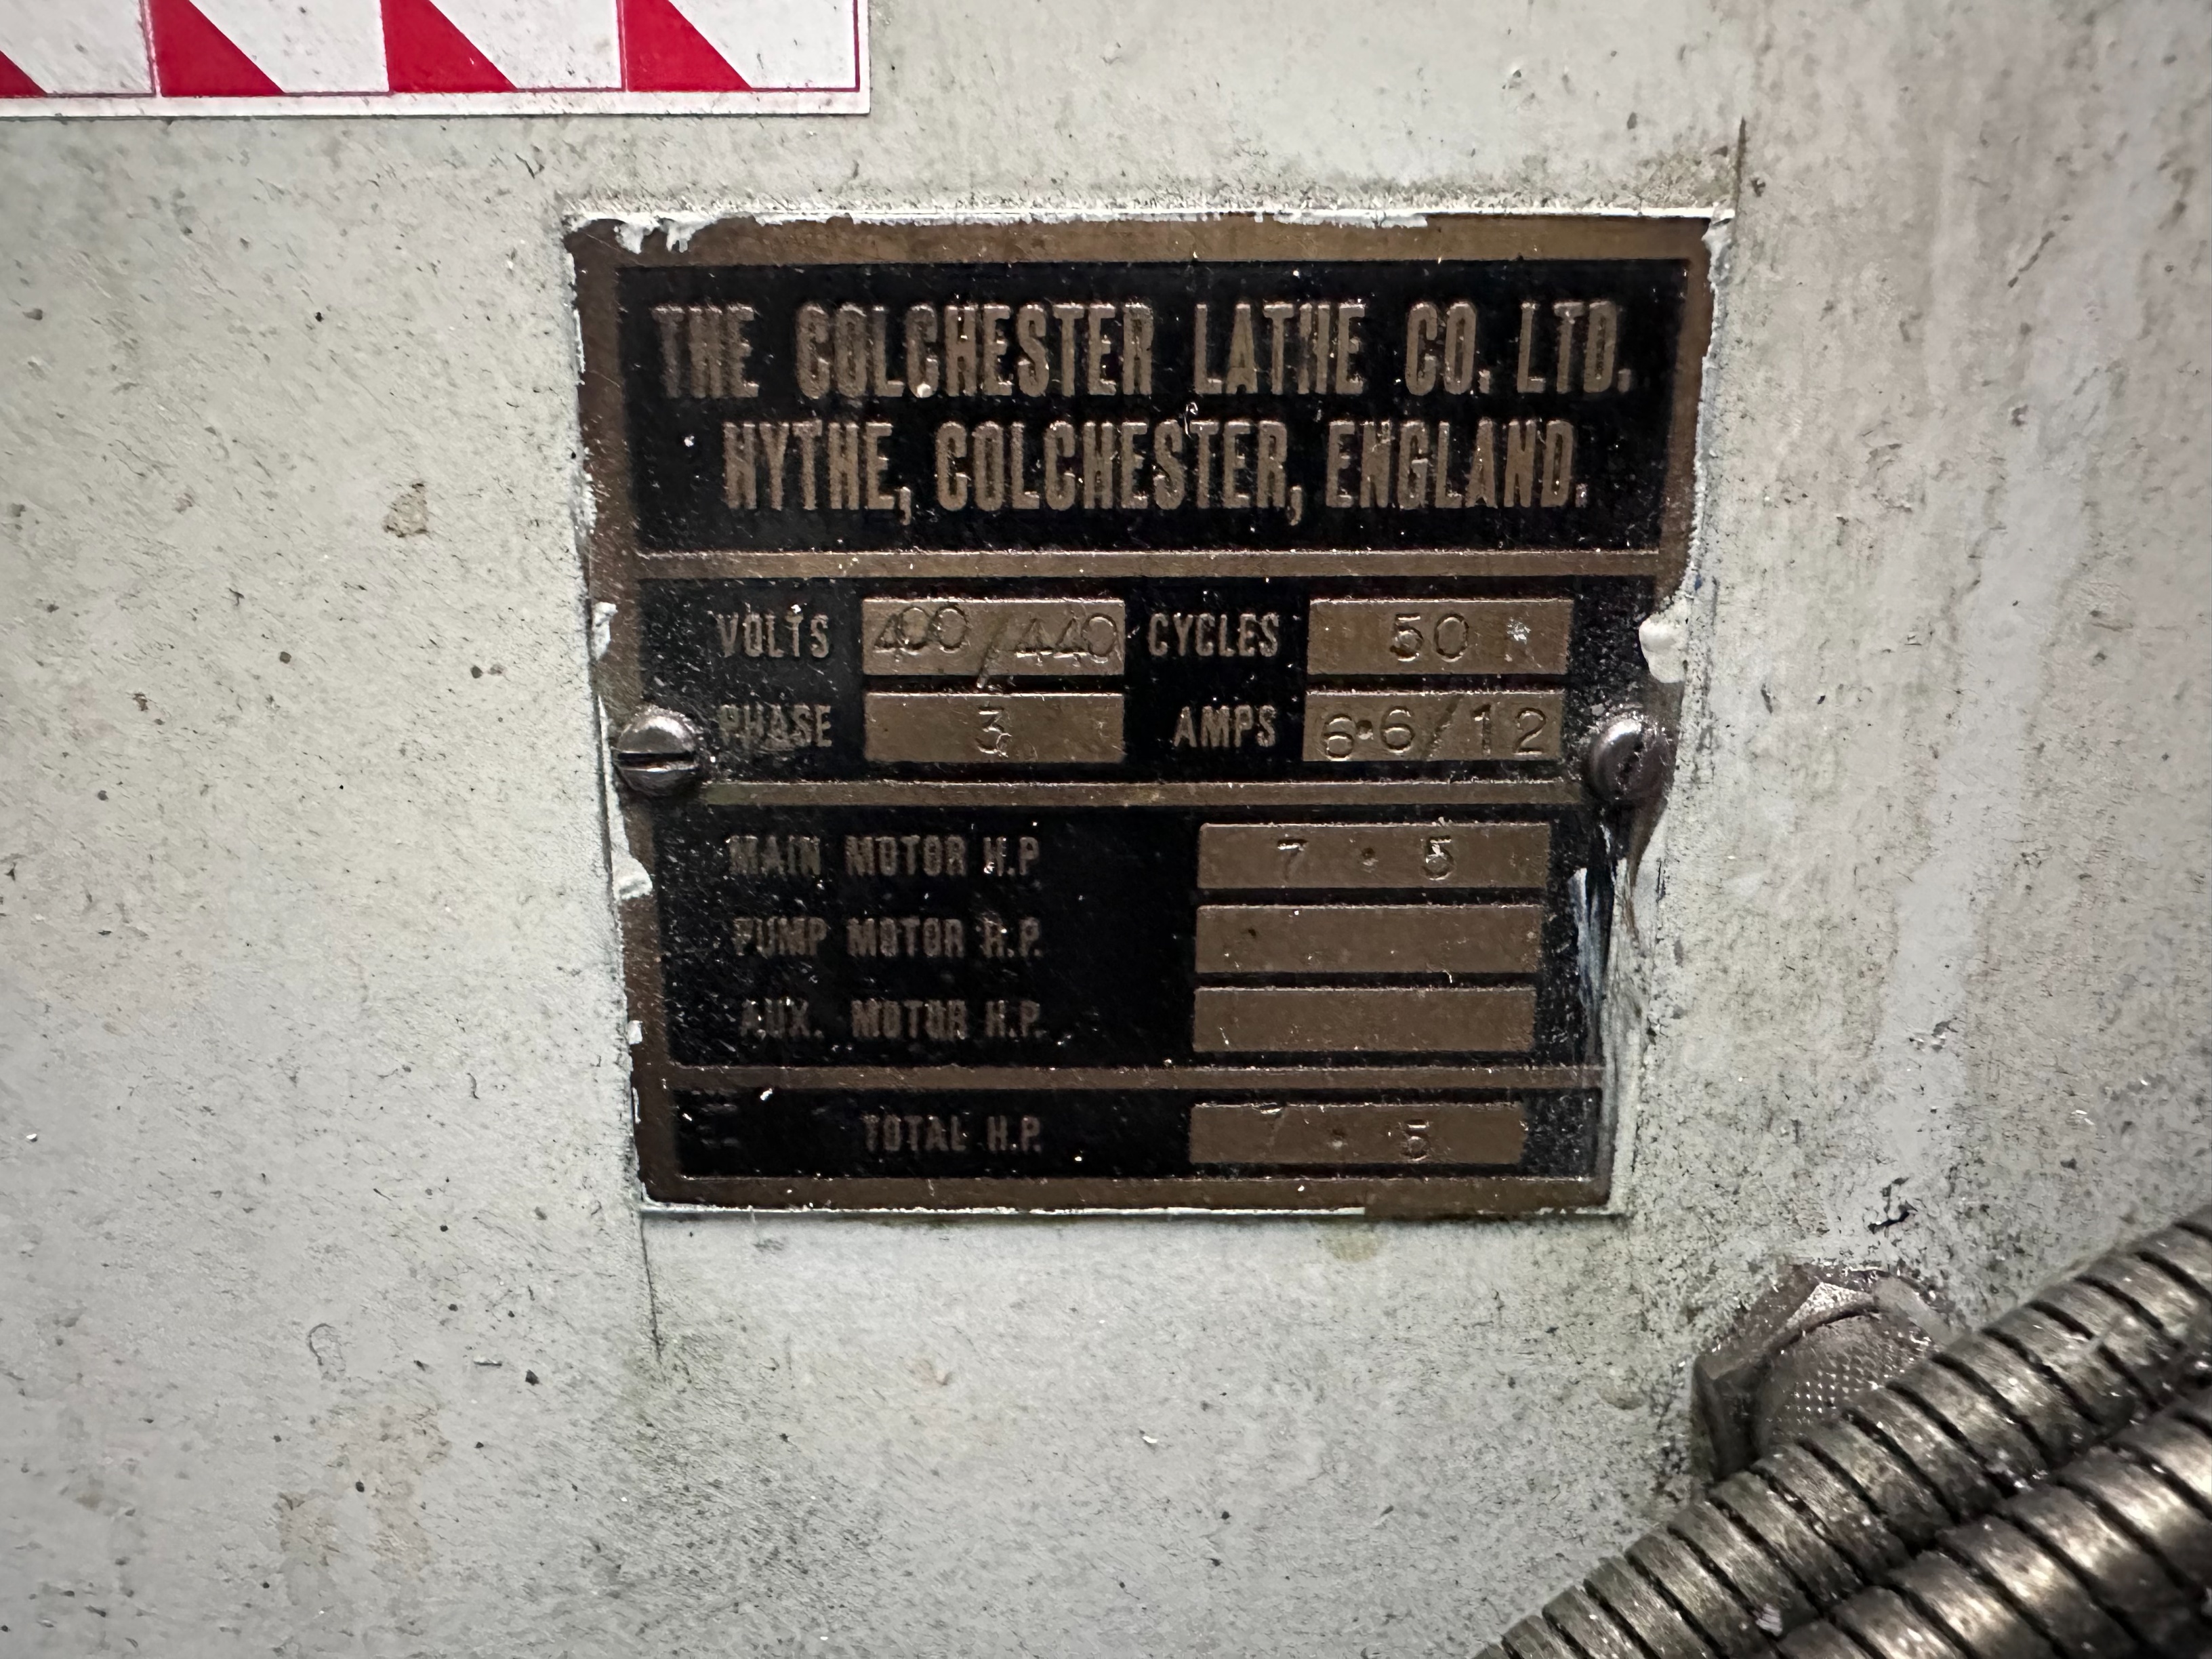 THE COLCHESTER LATHE CO. LTD.
HYTHE, COLCHESTER, ENGLAND.
VOLTS 400/440 CYCLES 50
PHASE 3 AMPS 6·6/12
MAIN MOTOR H.P 7·5
PUMP MOTOR H.P.
AUX. MOTOR H.P.
TOTAL H.P. 7·5